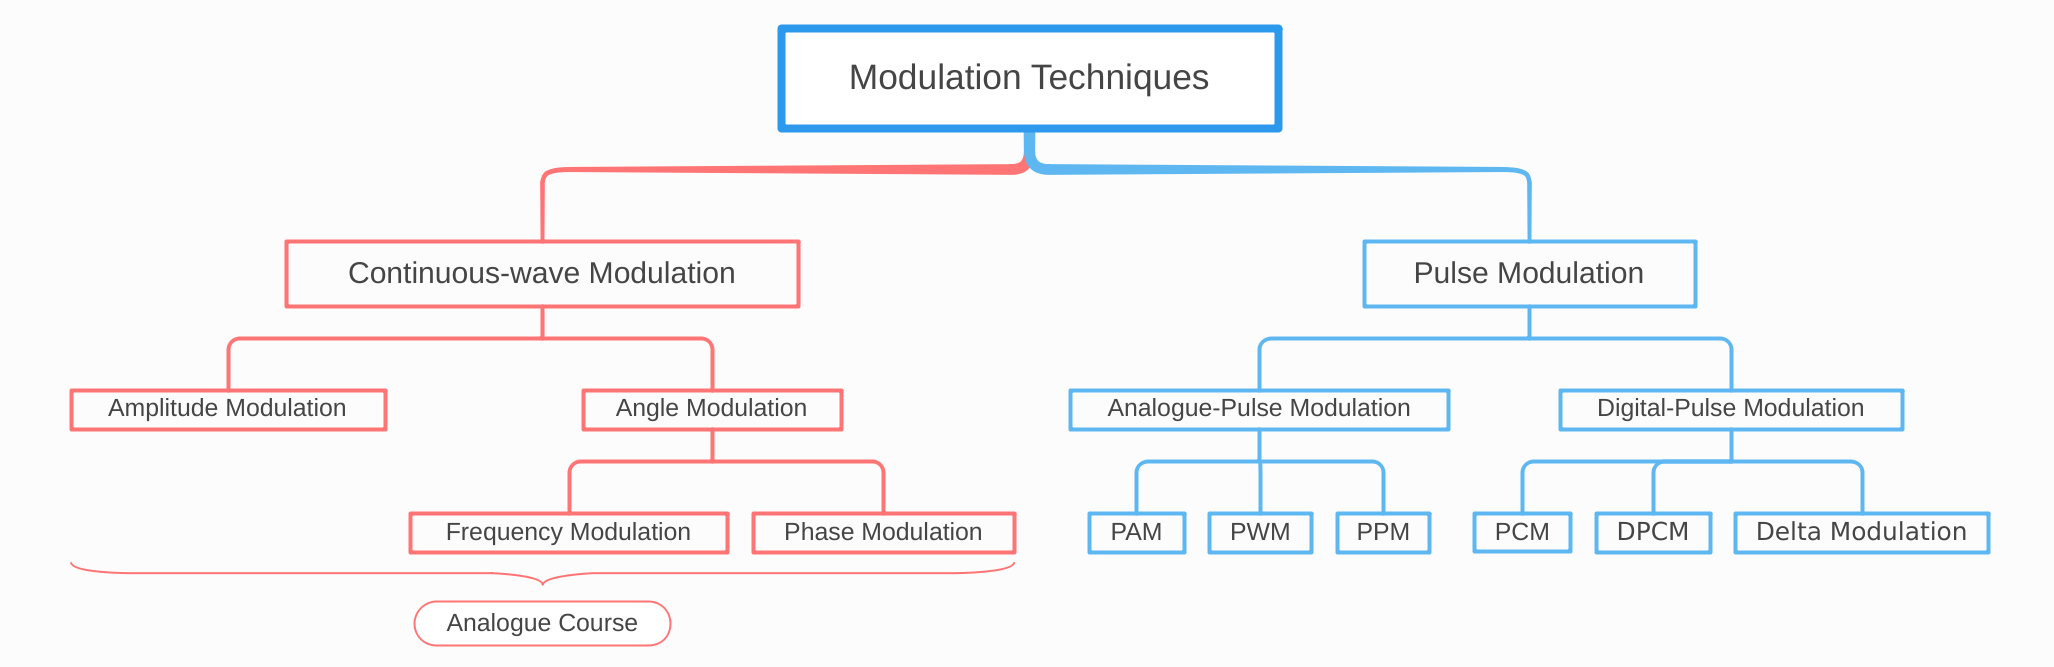 Modulation Techniques
Continuous-wave Modulation
Pulse Modulation
Amplitude Modulation
Angle Modulation
Analogue-Pulse Modulation
Digital-Pulse Modulation
Frequency Modulation
Phase Modulation
PAM
PWM
PPM
PCM
DPCM
Delta Modulation
Analogue Course